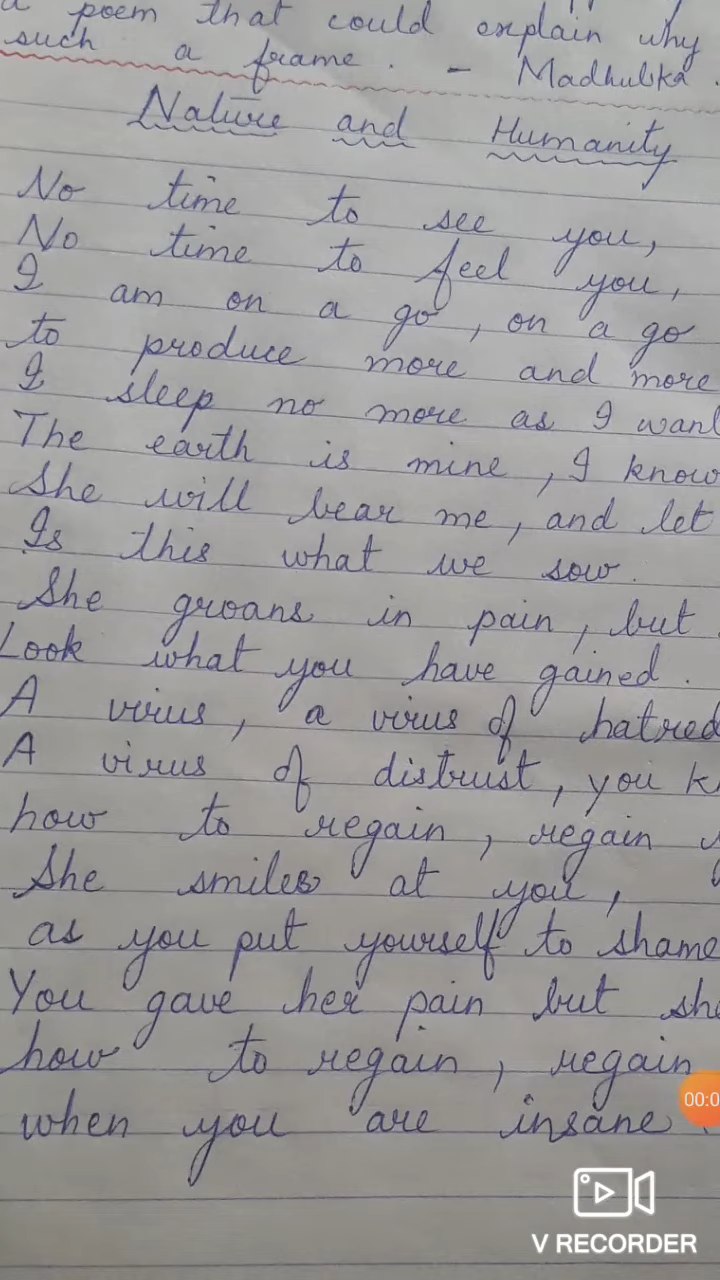 a poem that could explain why
such a frame. - Madhulika.
Nature and Humanity
No time to see you,
No time to feel you,
I am on a go, on a go
to produce more and more
I sleep no more as I want
The earth is mine, I know
She will bear me, and let
Is this what we sow.
She groans in pain, but
Look what you have gained.
A virus, a virus of hatred
A virus of distrust, you
how to regain, regain
She smiles at you,
as you put yourself to shame
You gave her pain but she
how to regain, regain
when you are insane.
00:0
V RECORDER